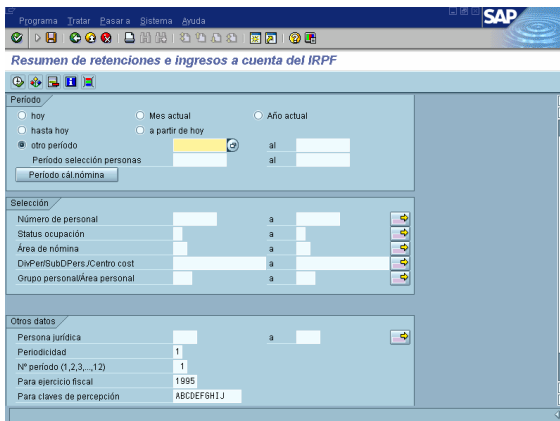 Programa Tratar Pasar a Sistema Ayuda
SAP
Resumen de retenciones e ingresos a cuenta del IRPF
Período
hoy Mes actual Año actual
hasta hoy a partir de hoy
otro período al
Período selección personas al
Período cál.nómina
Selección
Número de personal a
Status ocupación a
Área de nómina a
DivPer/SubDPers./Centro cost a
Grupo personal/Área personal a
Otros datos
Persona jurídica a
Periodicidad 1
Nº período (1,2,3,...,12) 1
Para ejercicio fiscal 1995
Para claves de percepción ABCDEFGHIJ